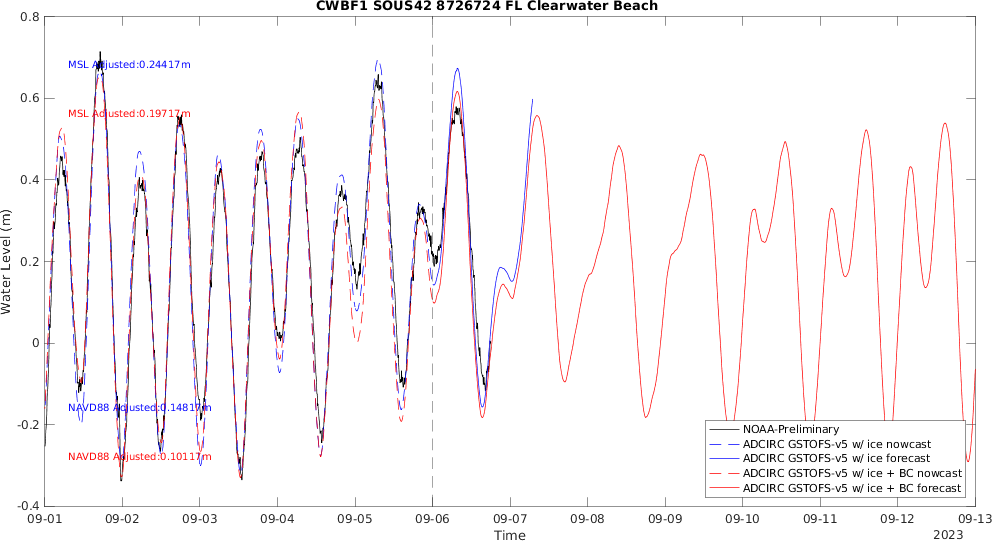 CWBF1 SOUS42 8726724 FL Clearwater Beach
0.8
0.6
0.4
0.2
0
-0.2
-0.4
Water Level (m)
MSL Adjusted:0.24417m
MSL Adjusted:0.19717m
NAVD88 Adjusted:0.14817m
NAVD88 Adjusted:0.10117m
NOAA-Preliminary
ADCIRC GSTOFS-v5 w/ ice nowcast
ADCIRC GSTOFS-v5 w/ ice forecast
ADCIRC GSTOFS-v5 w/ ice + BC nowcast
ADCIRC GSTOFS-v5 w/ ice + BC forecast
09-01 09-02 09-03 09-04 09-05 09-06 09-07 09-08 09-09 09-10 09-11 09-12 09-13
Time
2023